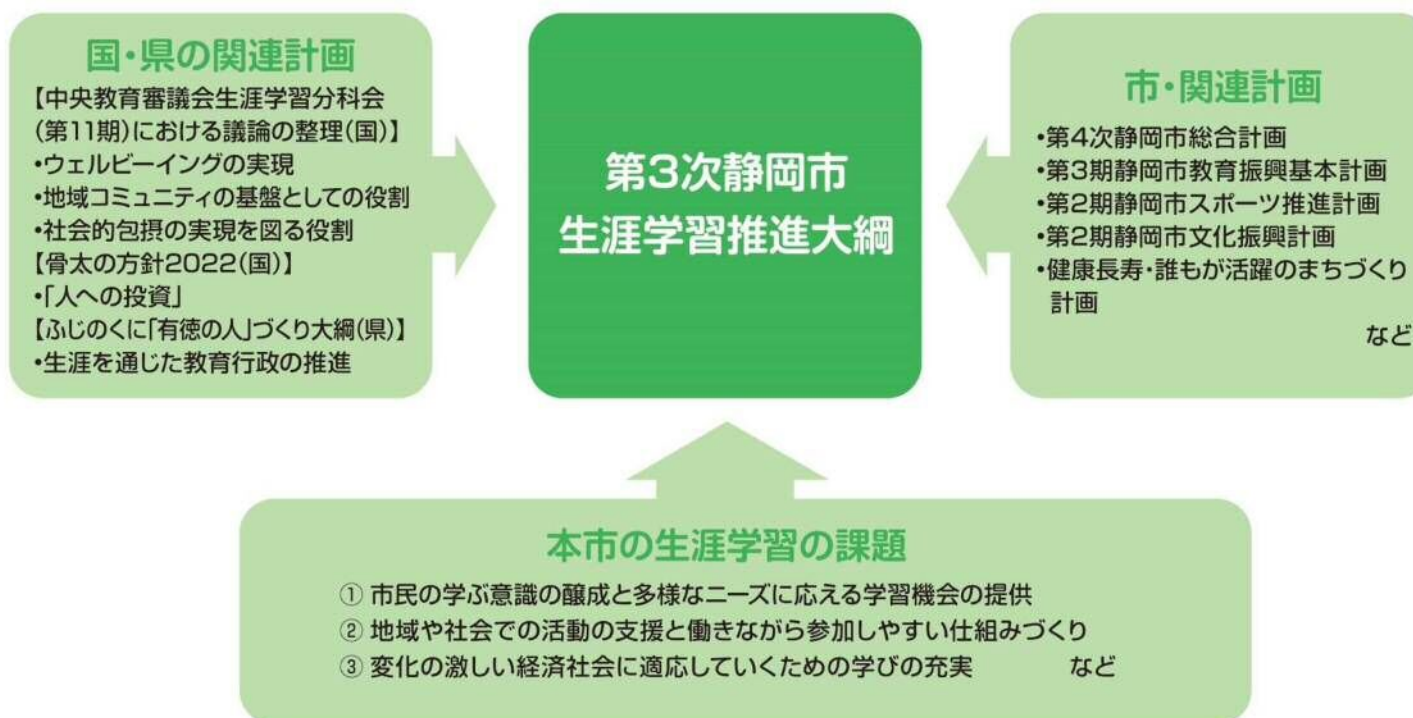 国・県の関連計画
【中央教育審議会生涯学習分科会
(第11期)における議論の整理(国)】
・ウェルビーイングの実現
・地域コミュニティの基盤としての役割
・社会的包摂の実現を図る役割
【骨太の方針2022(国)】
・「人への投資」
【ふじのくに「有徳の人」づくり大綱(県)】
・生涯を通じた教育行政の推進
第3次静岡市
生涯学習推進大綱
市・関連計画
・第4次静岡市総合計画
・第3期静岡市教育振興基本計画
・第2期静岡市スポーツ推進計画
・第2期静岡市文化振興計画
・健康長寿・誰もが活躍のまちづくり
計画
など
本市の生涯学習の課題
① 市民の学ぶ意識の醸成と多様なニーズに応える学習機会の提供
② 地域や社会での活動の支援と働きながら参加しやすい仕組みづくり
③ 変化の激しい経済社会に適応していくための学びの充実 など